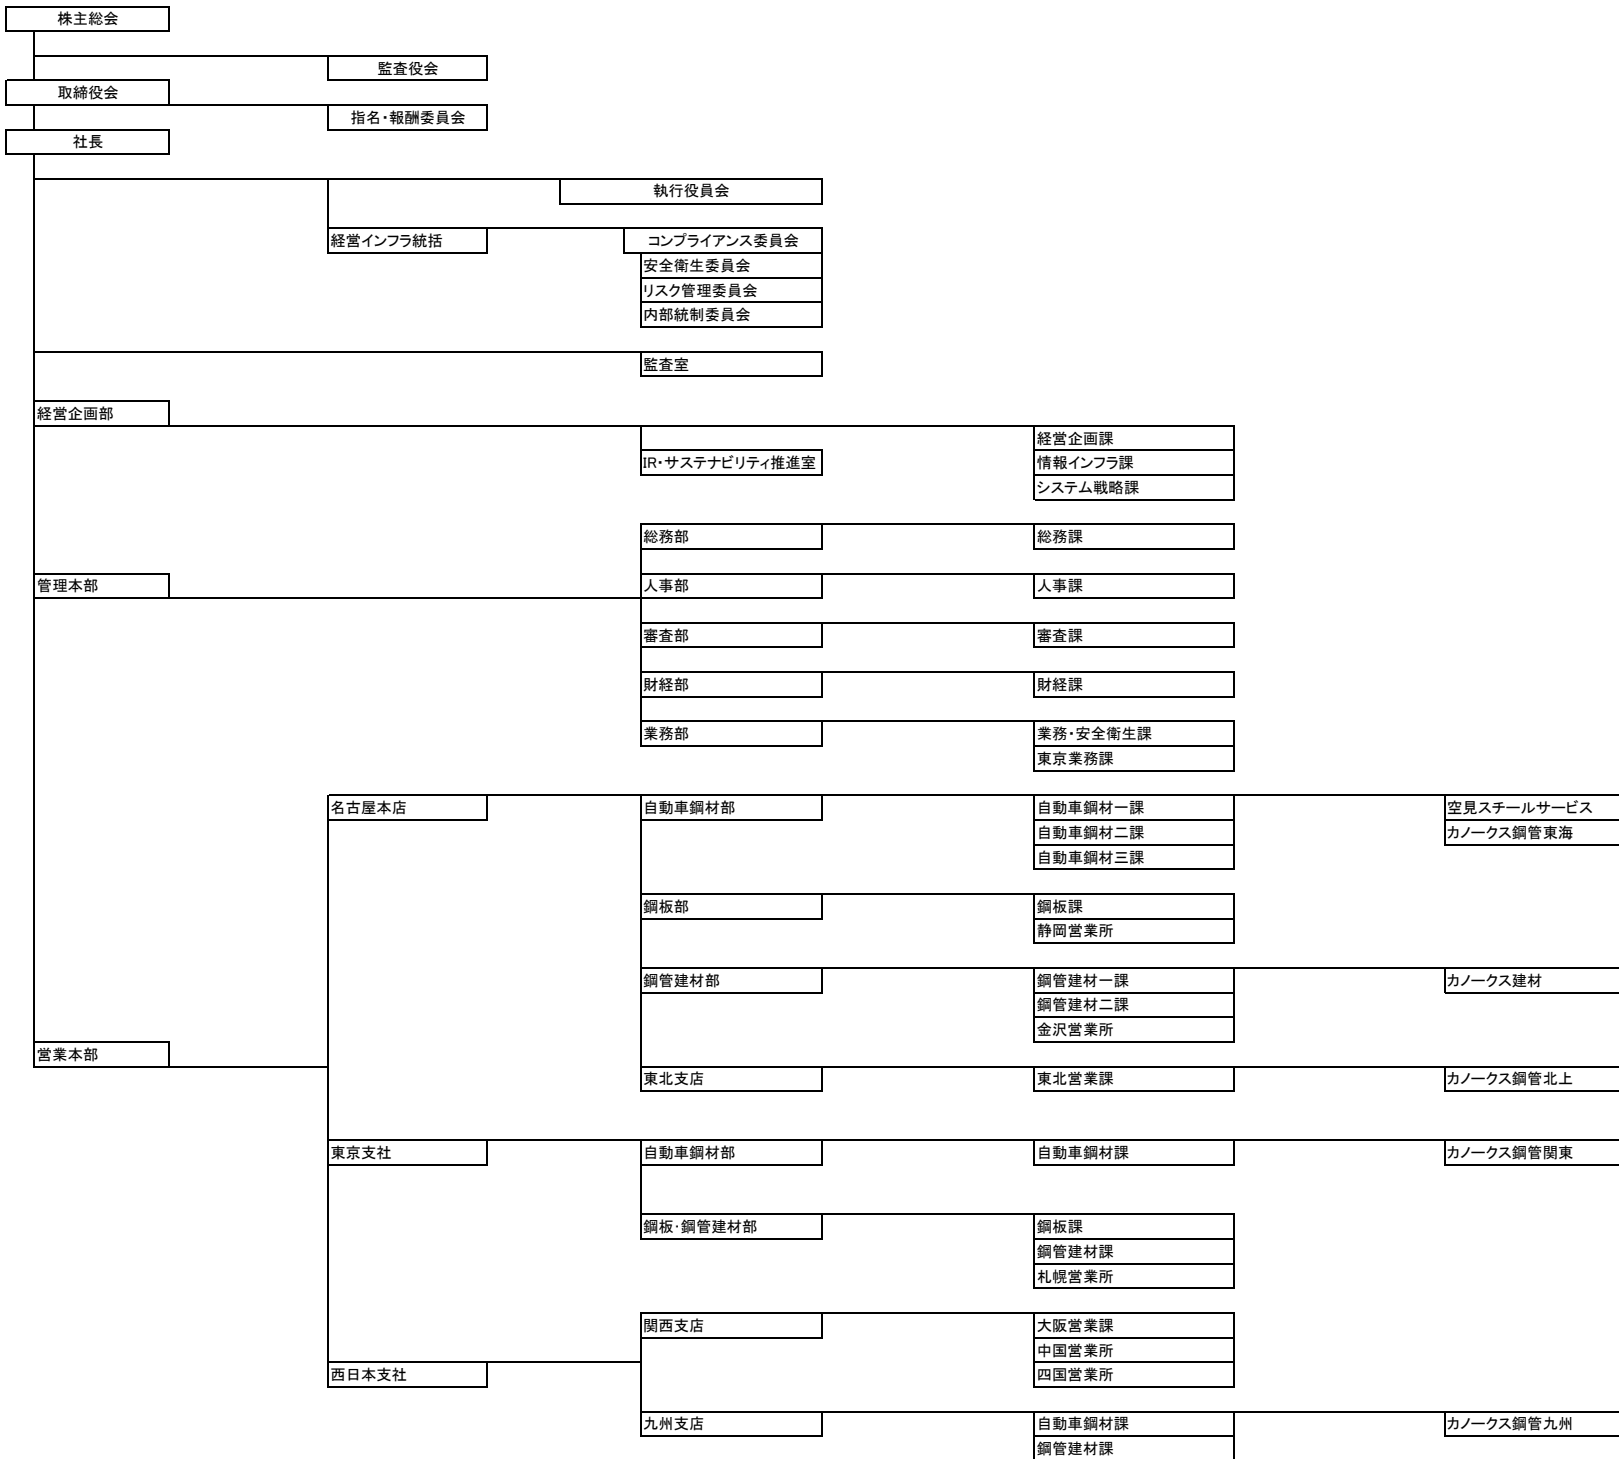 株主総会
監査役会
取締役会
指名・報酬委員会
社長
執行役員会
経営インフラ統括
コンプライアンス委員会
安全衛生委員会
リスク管理委員会
内部統制委員会
監査室
経営企画部
経営企画課
IR・サステナビリティ推進室
情報インフラ課
システム戦略課
総務部
総務課
管理本部
人事部
人事課
審査部
審査課
財経部
財経課
業務部
業務・安全衛生課
東京業務課
名古屋本店
自動車鋼材部
自動車鋼材一課
空見スチールサービス
自動車鋼材二課
カノークス鋼管東海
自動車鋼材三課
鋼板部
鋼板課
静岡営業所
鋼管建材部
鋼管建材一課
カノークス建材
鋼管建材二課
金沢営業所
営業本部
東北支店
東北営業課
カノークス鋼管北上
東京支社
自動車鋼材部
自動車鋼材課
カノークス鋼管関東
鋼板・鋼管建材部
鋼板課
鋼管建材課
札幌営業所
関西支店
大阪営業課
中国営業所
西日本支社
四国営業所
九州支店
自動車鋼材課
カノークス鋼管九州
鋼管建材課